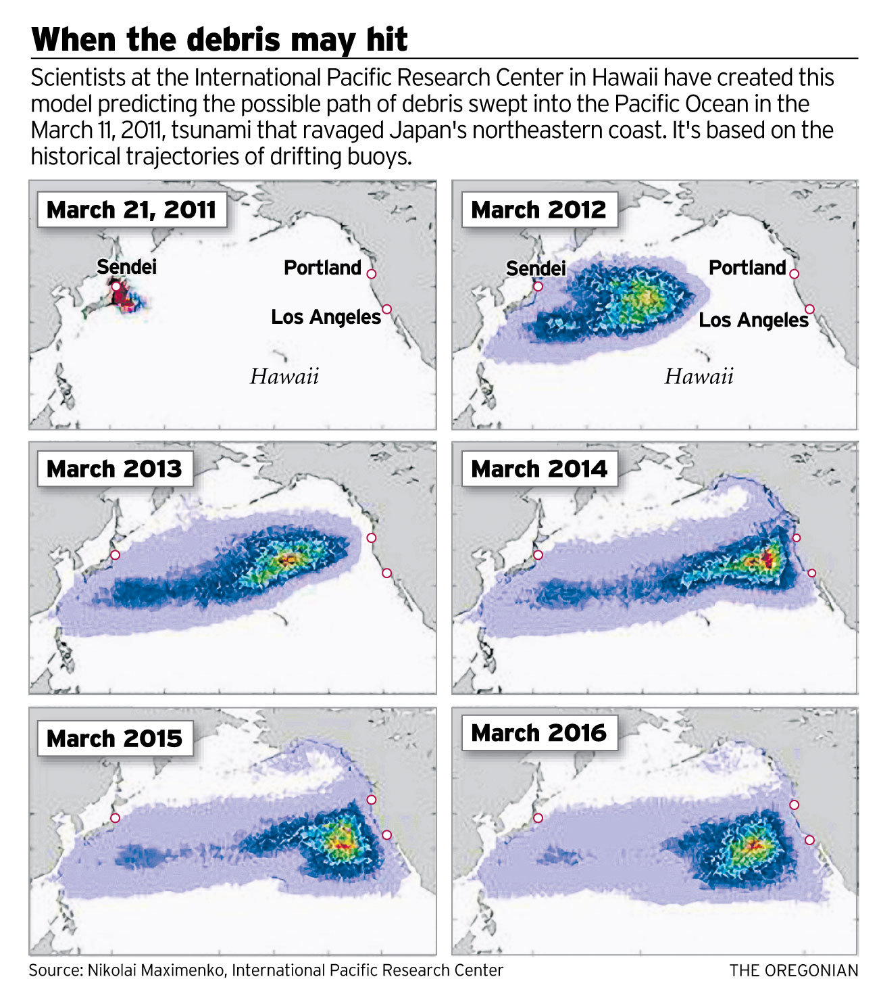 When the debris may hit
Scientists at the International Pacific Research Center in Hawaii have created this
model predicting the possible path of debris swept into the Pacific Ocean in the
March 11, 2011, tsunami that ravaged Japan's northeastern coast. It's based on the
historical trajectories of drifting buoys.
March 21, 2011
Sendei
Portland
Los Angeles
Hawaii
March 2012
Sendei
Portland
Los Angeles
Hawaii
March 2013
March 2014
March 2015
March 2016
Source: Nikolai Maximenko, International Pacific Research Center
THE OREGONIAN